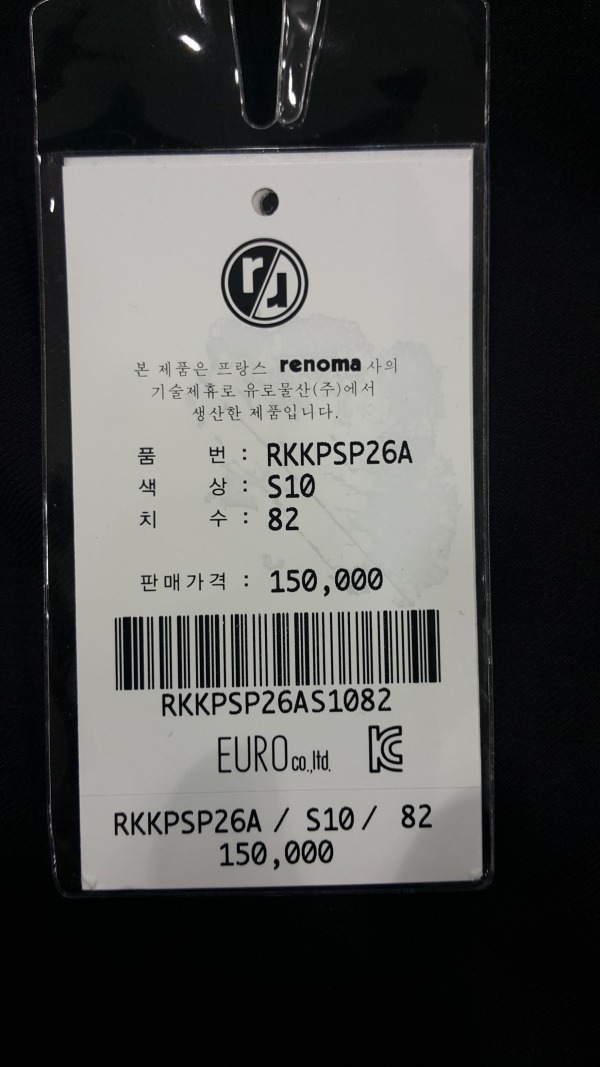 본 제품은 프랑스 renoma 사의
기술제휴로 유로물산(주)에서
생산한 제품입니다.
품 번 : RKKPSP26A
색 상 : S10
치 수 : 82
판매가격 : 150,000
RKKPSP26AS1082
EURO co.,ltd.
RKKPSP26A / S10 / 82
150,000